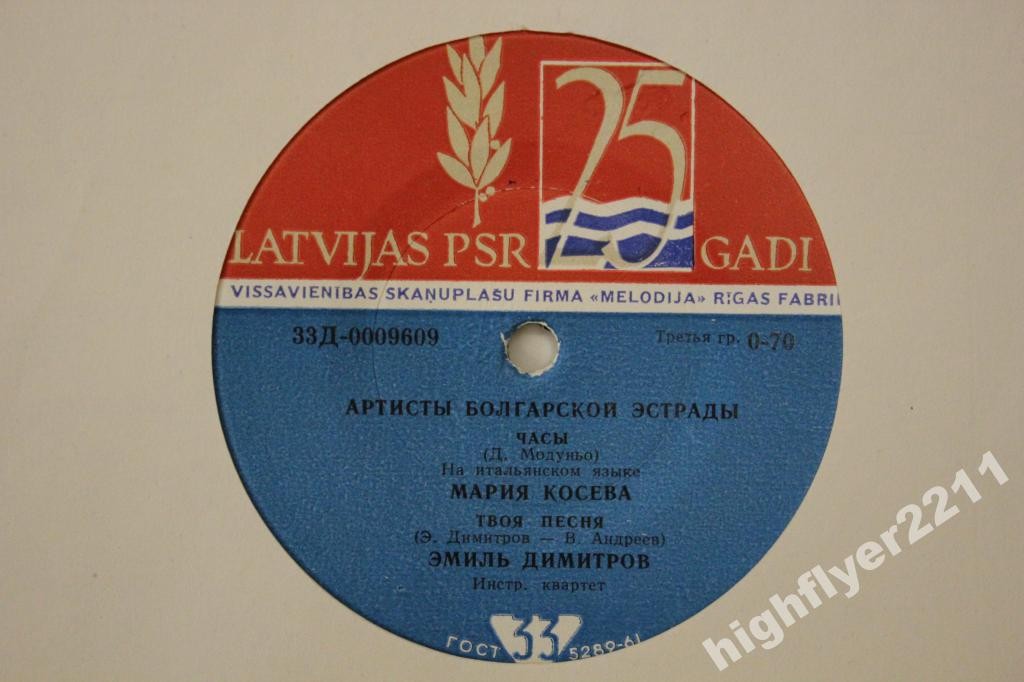 25
LATVIJAS PSR GADI
VISSAVIENĪBAS SKAŅUPLAŠU FIRMA «MELODIJA» RĪGAS FABRI
33Д-0009609
Третья гр. 0-70
АРТИСТЫ БОЛГАРСКОЙ ЭСТРАДЫ
ЧАСЫ
(Д. Модуньо)
На итальянском языке
МАРИЯ КОСЕВА
ТВОЯ ПЕСНЯ
(Э. Димитров — В. Андреев)
ЭМИЛЬ ДИМИТРОВ
Инстр. квартет
ГОСТ 33 5289-61
highflyer2211